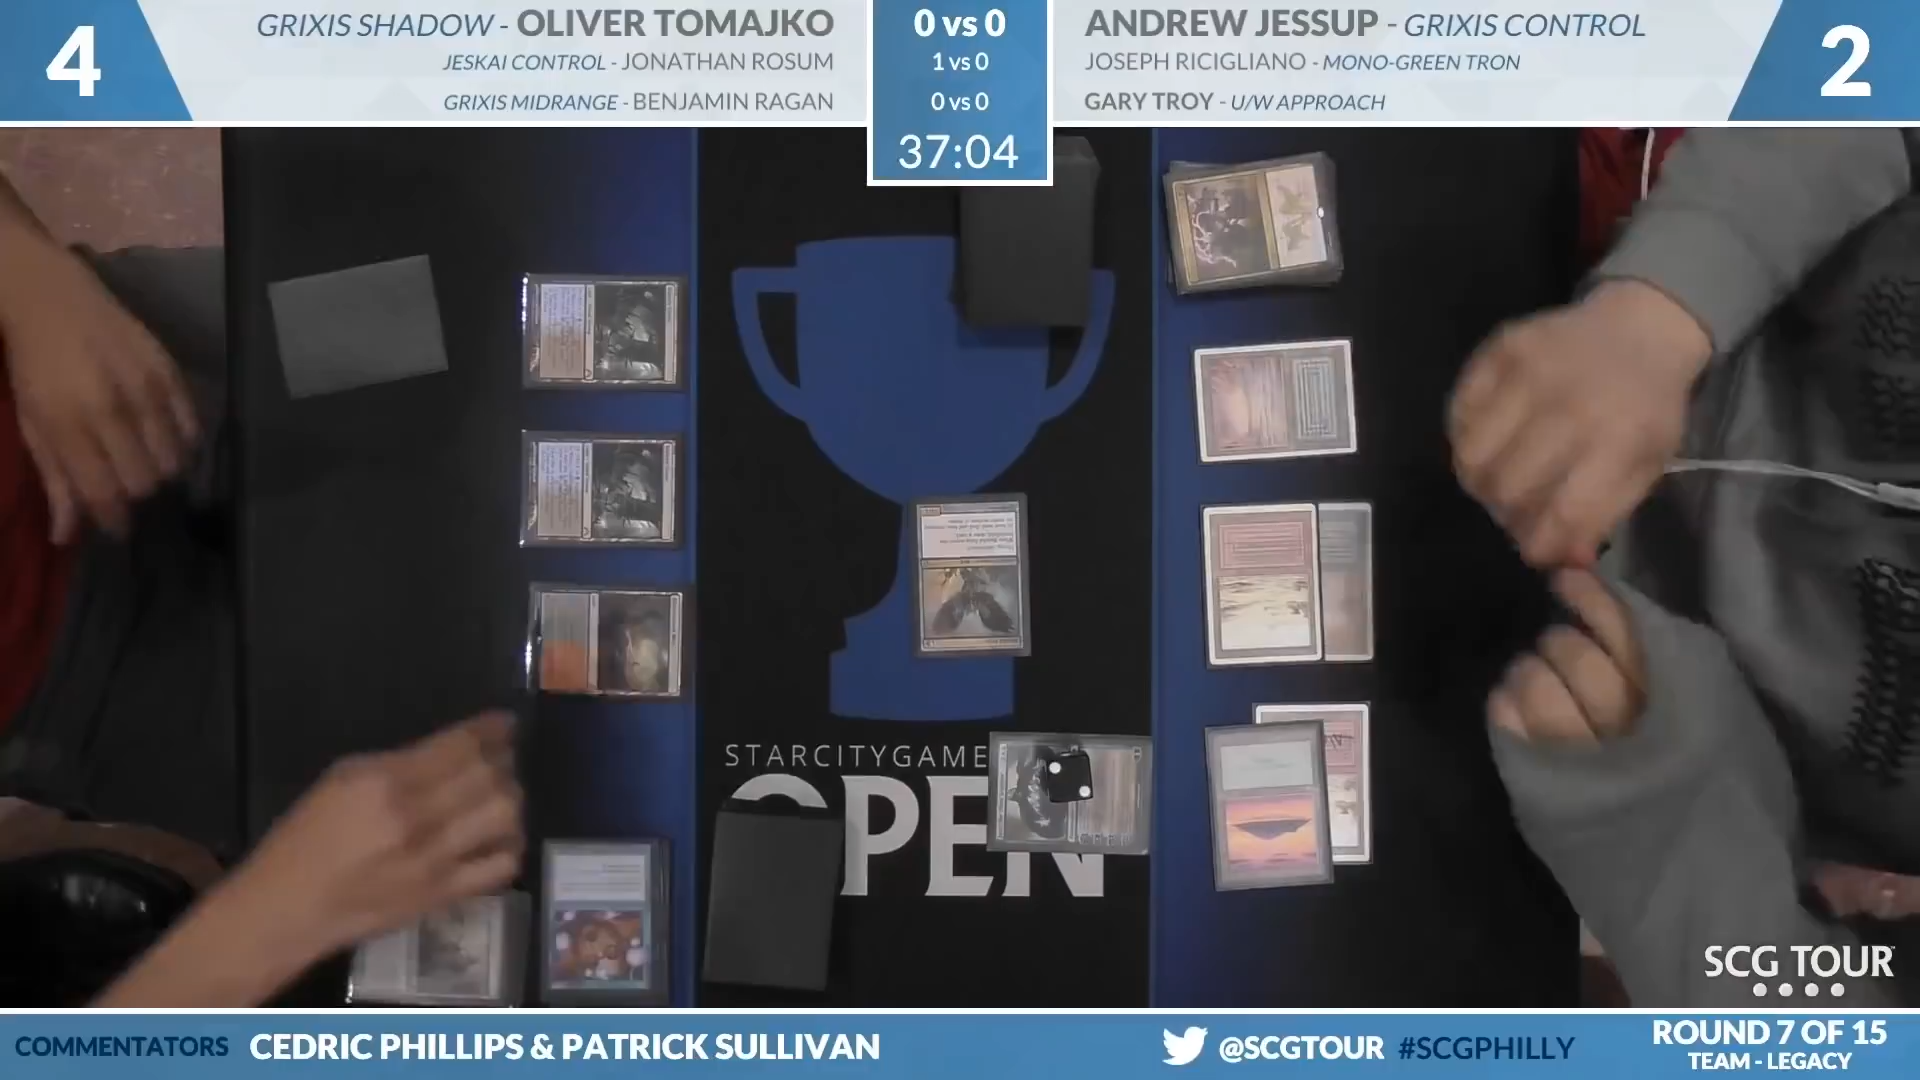 4
GRIXIS SHADOW - OLIVER TOMAJKO
JESKAI CONTROL - JONATHAN ROSUM
GRIXIS MIDRANGE - BENJAMIN RAGAN
0 vs 0
1 vs 0
0 vs 0
37:04
ANDREW JESSUP - GRIXIS CONTROL
JOSEPH RICIGLIANO - MONO-GREEN TRON
GARY TROY - U/W APPROACH
2
STARCITYGAME
OPEN
SCG TOUR
COMMENTATORS CEDRIC PHILLIPS & PATRICK SULLIVAN
@SCGTOUR #SCGPHILLY
ROUND 7 OF 15
TEAM - LEGACY